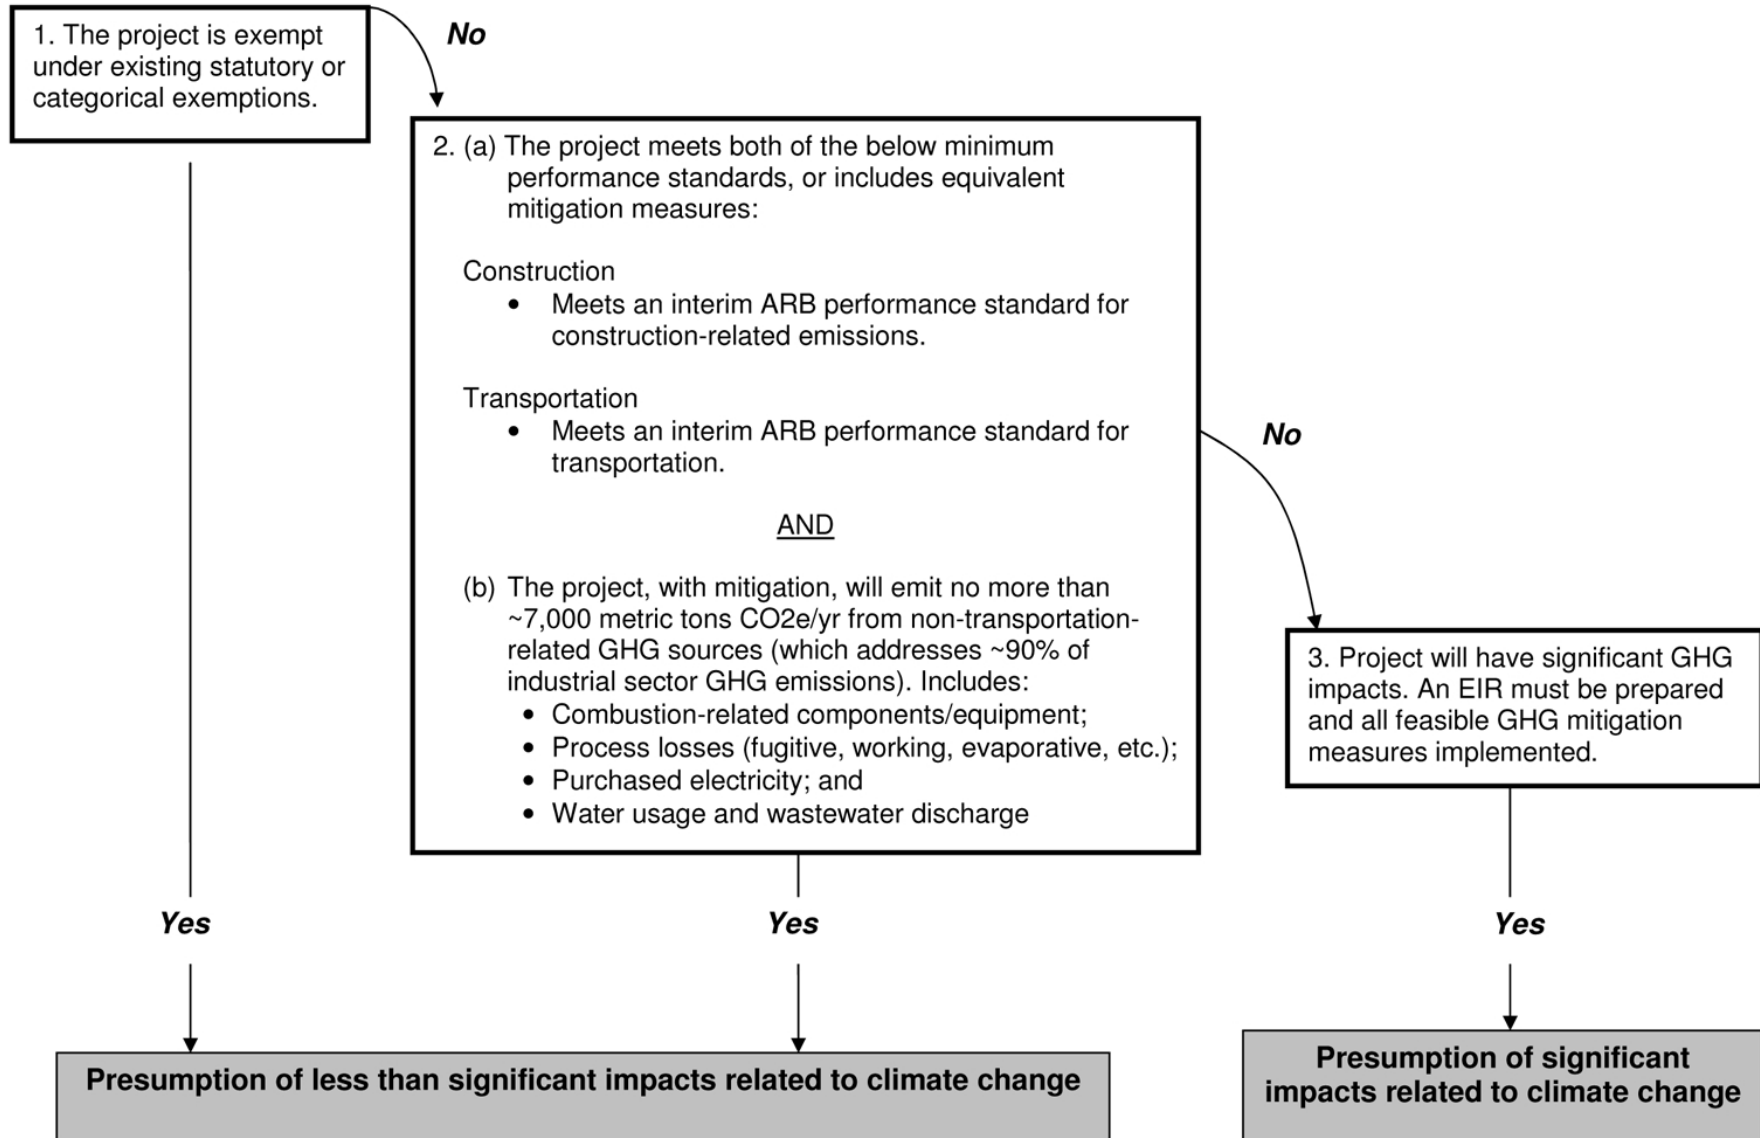 1. The project is exempt
under existing statutory or
categorical exemptions.
No
2. (a) The project meets both of the below minimum
performance standards, or includes equivalent
mitigation measures:
Construction
• Meets an interim ARB performance standard for
construction-related emissions.
Transportation
• Meets an interim ARB performance standard for
transportation.
AND
(b) The project, with mitigation, will emit no more than
~7,000 metric tons CO2e/yr from non-transportation-
related GHG sources (which addresses ~90% of
industrial sector GHG emissions). Includes:
• Combustion-related components/equipment;
• Process losses (fugitive, working, evaporative, etc.);
• Purchased electricity; and
• Water usage and wastewater discharge
No
3. Project will have significant GHG
impacts. An EIR must be prepared
and all feasible GHG mitigation
measures implemented.
Yes
Yes
Yes
Presumption of less than significant impacts related to climate change
Presumption of significant
impacts related to climate change